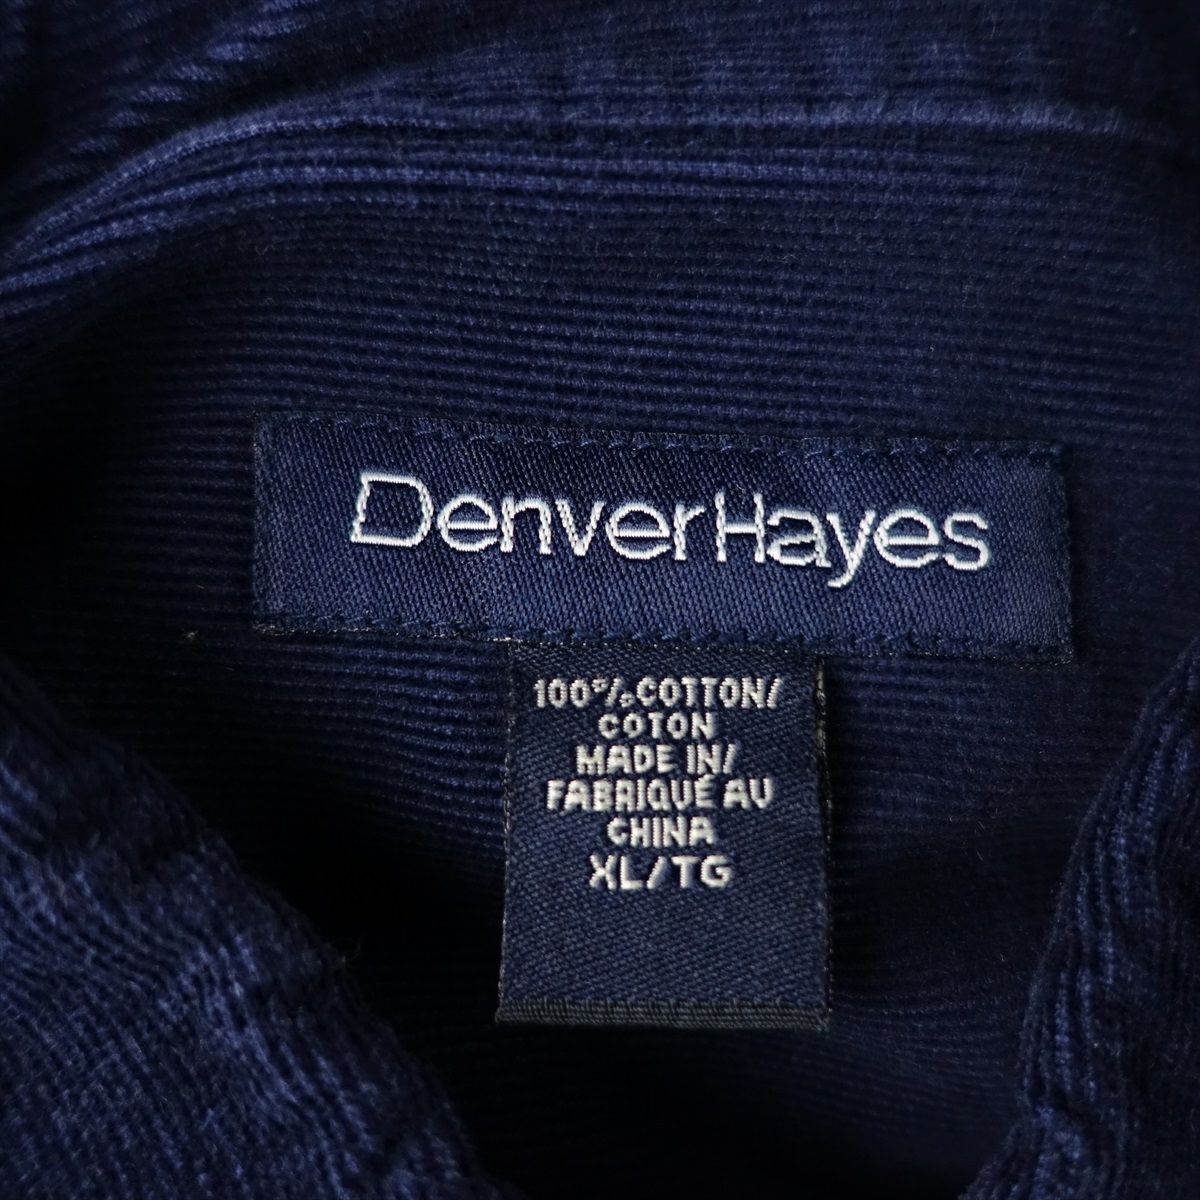 DenverHayes
100% COTTON/
COTON
MADE IN/
FABRIQUÉ AU
CHINA
XL/TG